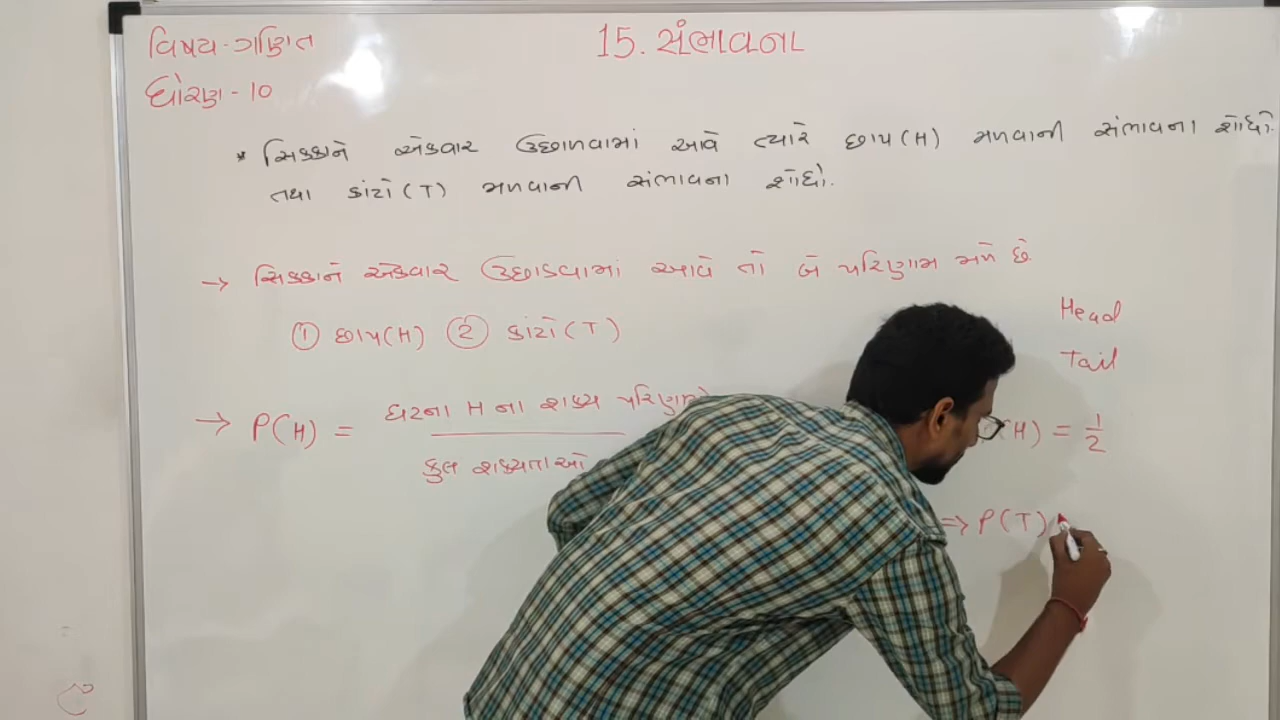 વિષય - ગણિત
ધોરણ - 10
15. સંભાવના
* સિક્કાને એકવાર ઉછાળવામાં આવે ત્યારે છાપ (H) મળવાની સંભાવના શોધો.
તથા કાંટો (T) મળવાની સંભાવના શોધો.
→ સિક્કાને એકવાર ઉછાળવામાં આવે તો બે પરિણામ મળે છે
① છાપ(H) ② કાંટો (T)
Head
Tail
→ P(H) = ઘટના H ના શક્ય
કુલ શક્યતાઓ
(H) = 1/2
⇒ P(T)